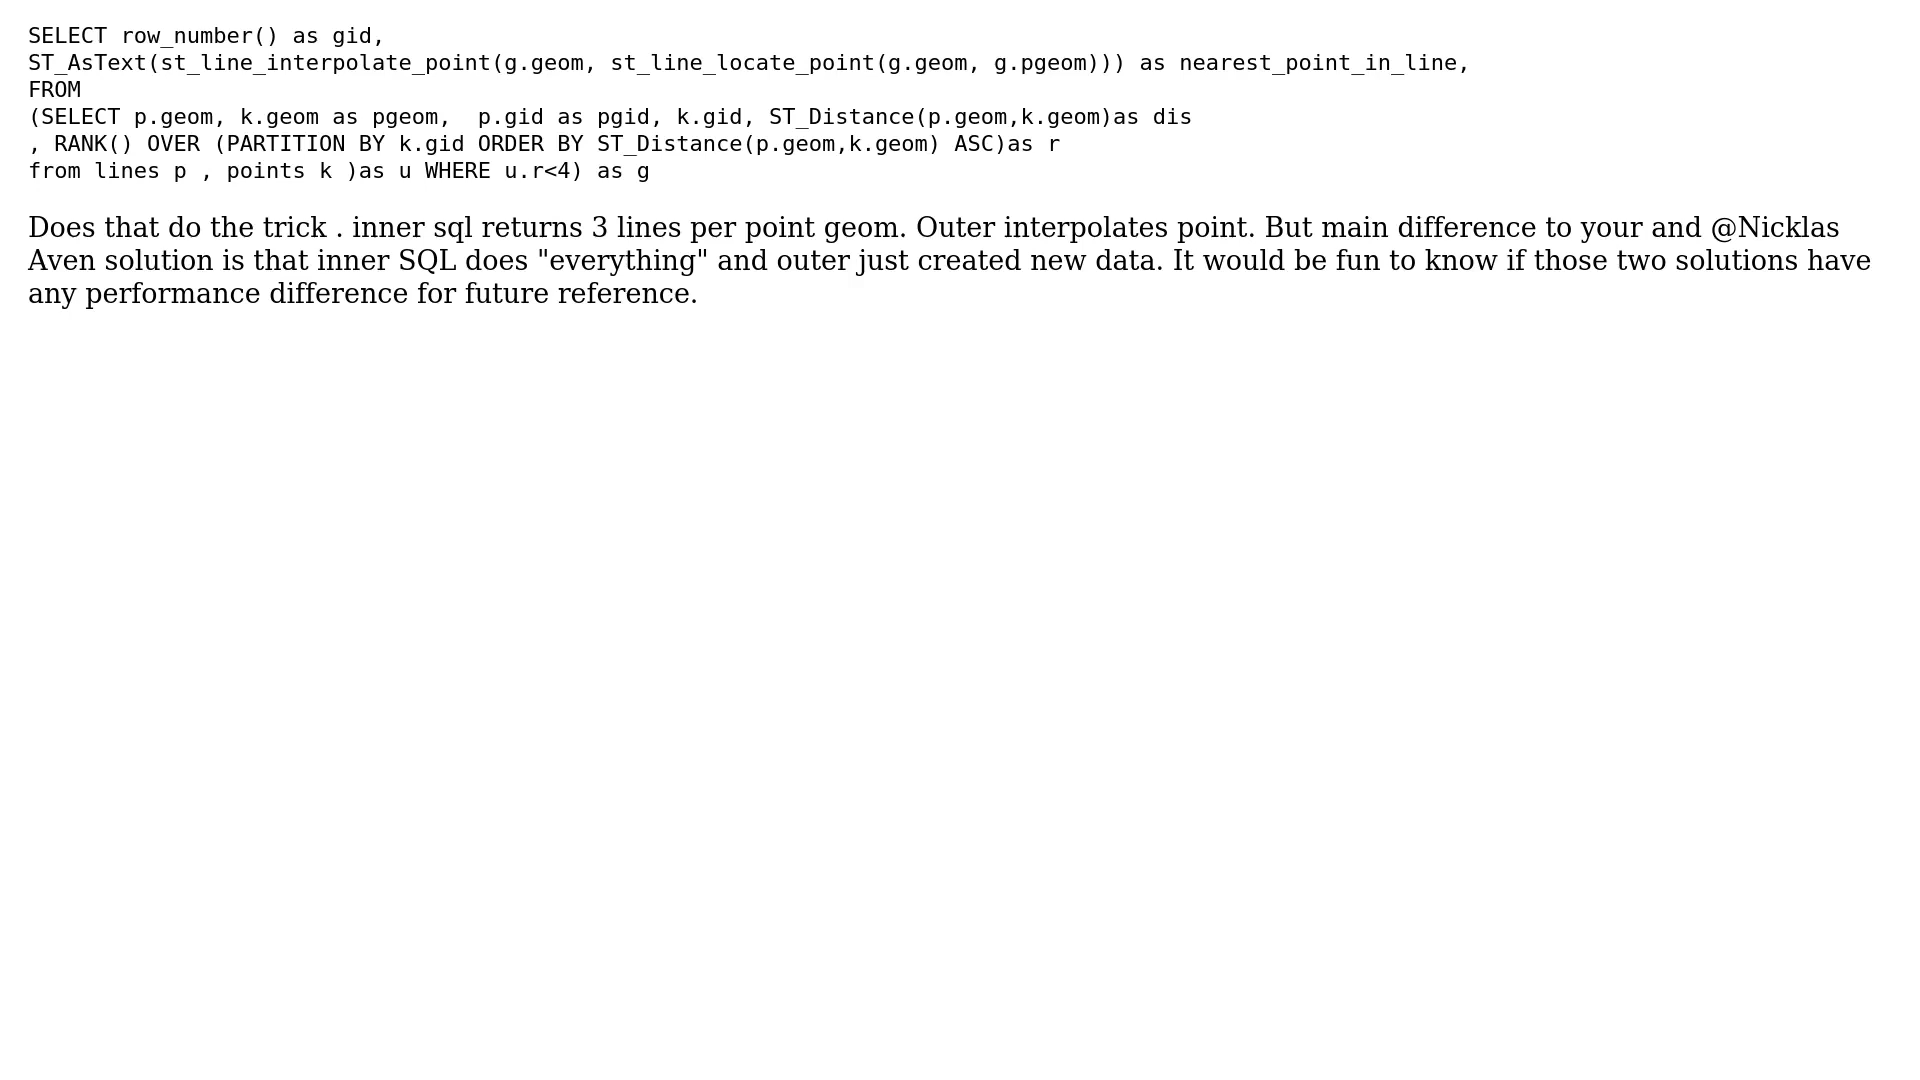 SELECT row_number() as gid,
ST_AsText(st_line_interpolate_point(g.geom, st_line_locate_point(g.geom, g.pgeom))) as nearest_point_in_line,
FROM
(SELECT p.geom, k.geom as pgeom,  p.gid as pgid, k.gid, ST_Distance(p.geom,k.geom)as dis
, RANK() OVER (PARTITION BY k.gid ORDER BY ST_Distance(p.geom,k.geom) ASC)as r
from lines p , points k )as u WHERE u.r<4) as g
Does that do the trick . inner sql returns 3 lines per point geom. Outer interpolates point. But main difference to your and @Nicklas
Aven solution is that inner SQL does "everything" and outer just created new data. It would be fun to know if those two solutions have
any performance difference for future reference.